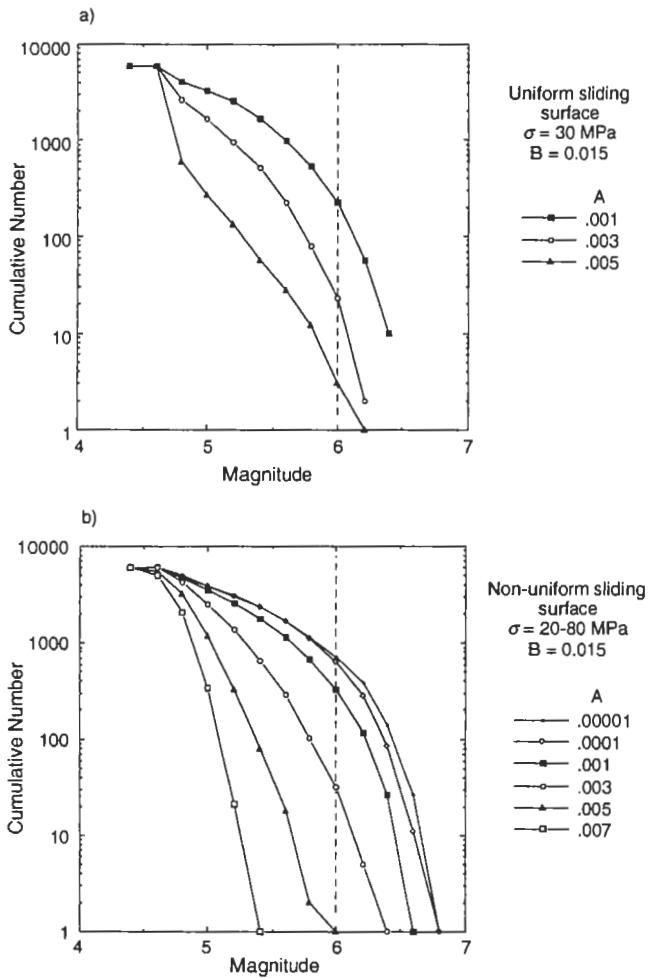 a)
10000
1000
100
10
1
Cumulative Number
4
5
6
7
Magnitude
Uniform sliding
surface
σ = 30 MPa
B = 0.015
A
.001
.003
.005
b)
10000
1000
100
10
1
Cumulative Number
4
5
6
7
Magnitude
Non-uniform sliding
surface
σ = 20-80 MPa
B = 0.015
A
.00001
.0001
.001
.003
.005
.007